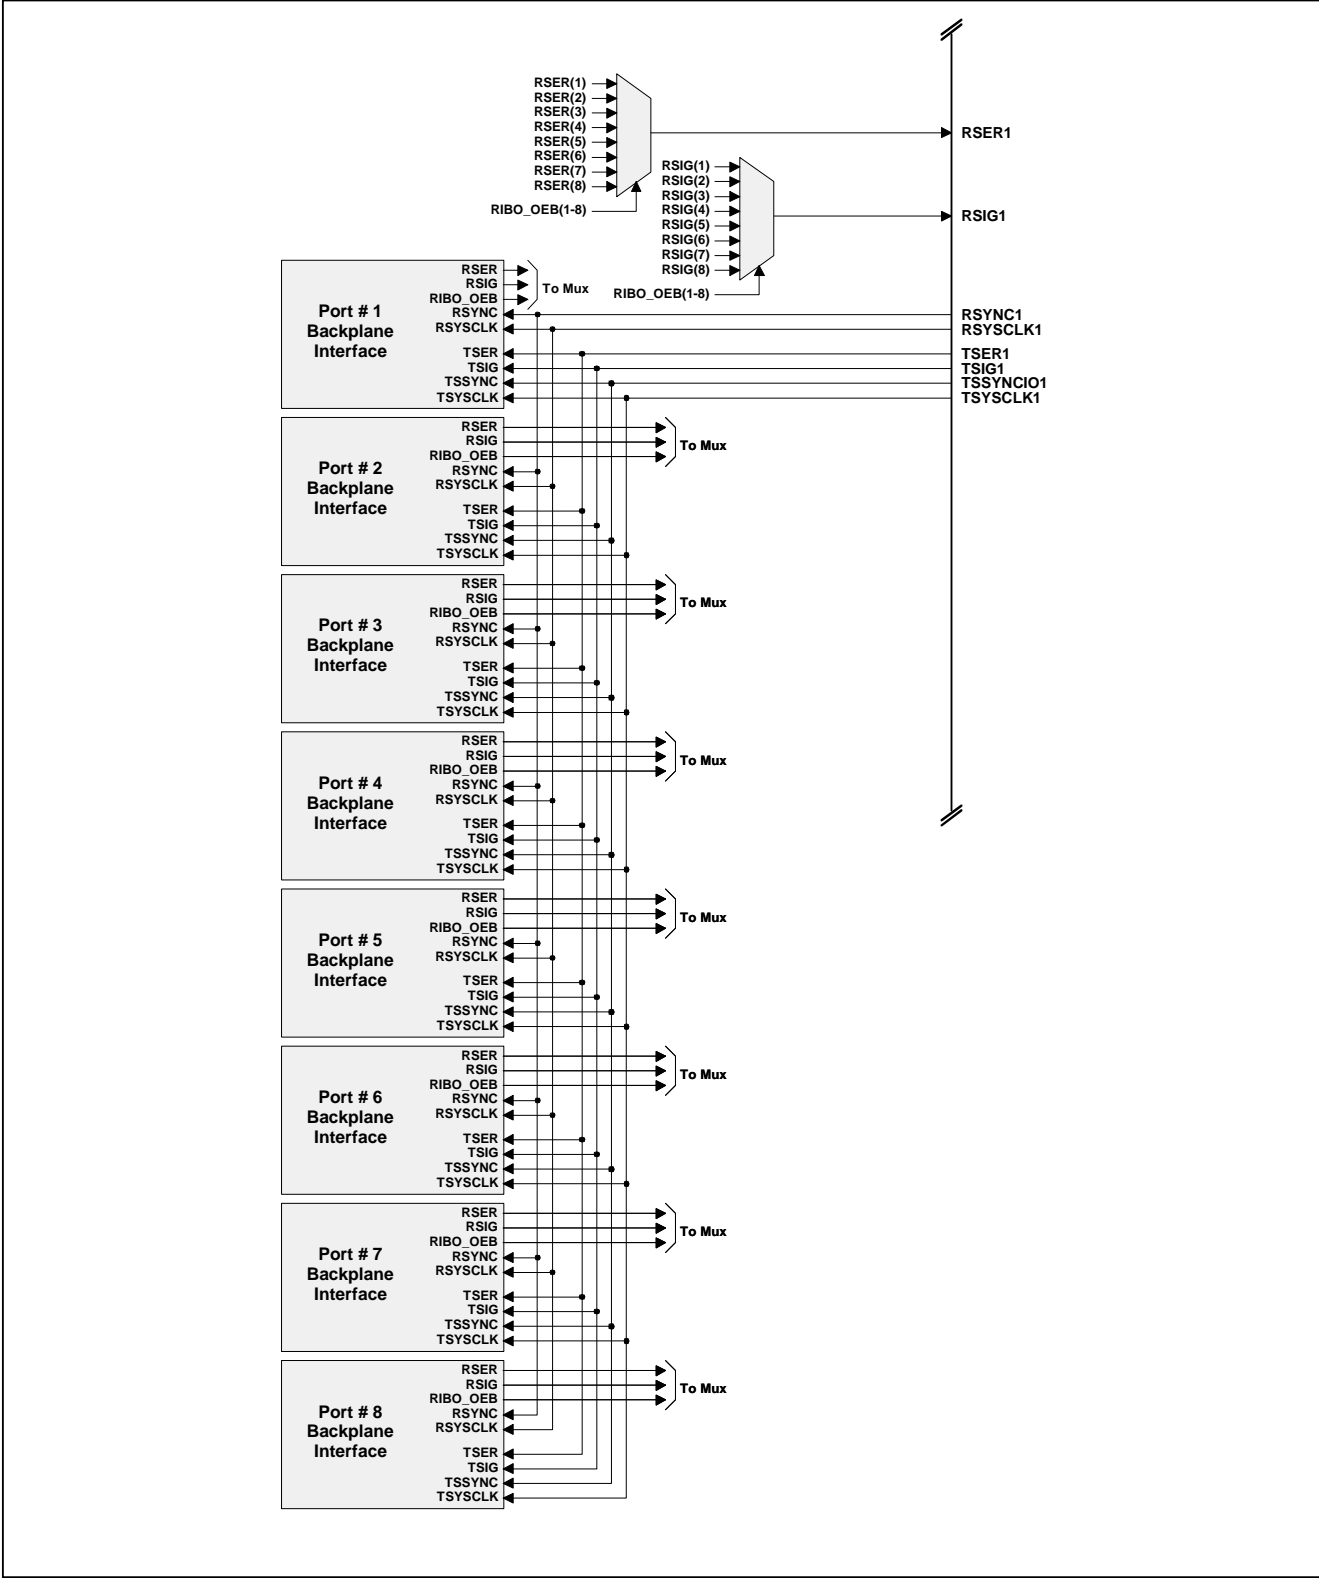 RSER(1)
RSER(2)
RSER(3)
RSER(4)
RSER(5)
RSER(6)
RSER(7)
RSER(8)
RIBO_OEB(1-8)
RSER1
RSIG(1)
RSIG(2)
RSIG(3)
RSIG(4)
RSIG(5)
RSIG(6)
RSIG(7)
RSIG(8)
RIBO_OEB(1-8)
RSIG1
RSYNC1
RSYSCLK1
TSER1
TSIG1
TSSYNCIO1
TSYSCLK1
Port # 1
Backplane
Interface
RSER
RSIG
RIBO_OEB
RSYNC
RSYSCLK
TSER
TSIG
TSSYNC
TSYSCLK
To Mux
Port # 2
Backplane
Interface
RSER
RSIG
RIBO_OEB
RSYNC
RSYSCLK
TSER
TSIG
TSSYNC
TSYSCLK
To Mux
Port # 3
Backplane
Interface
RSER
RSIG
RIBO_OEB
RSYNC
RSYSCLK
TSER
TSIG
TSSYNC
TSYSCLK
To Mux
Port # 4
Backplane
Interface
RSER
RSIG
RIBO_OEB
RSYNC
RSYSCLK
TSER
TSIG
TSSYNC
TSYSCLK
To Mux
Port # 5
Backplane
Interface
RSER
RSIG
RIBO_OEB
RSYNC
RSYSCLK
TSER
TSIG
TSSYNC
TSYSCLK
To Mux
Port # 6
Backplane
Interface
RSER
RSIG
RIBO_OEB
RSYNC
RSYSCLK
TSER
TSIG
TSSYNC
TSYSCLK
To Mux
Port # 7
Backplane
Interface
RSER
RSIG
RIBO_OEB
RSYNC
RSYSCLK
TSER
TSIG
TSSYNC
TSYSCLK
To Mux
Port # 8
Backplane
Interface
RSER
RSIG
RIBO_OEB
RSYNC
RSYSCLK
TSER
TSIG
TSSYNC
TSYSCLK
To Mux